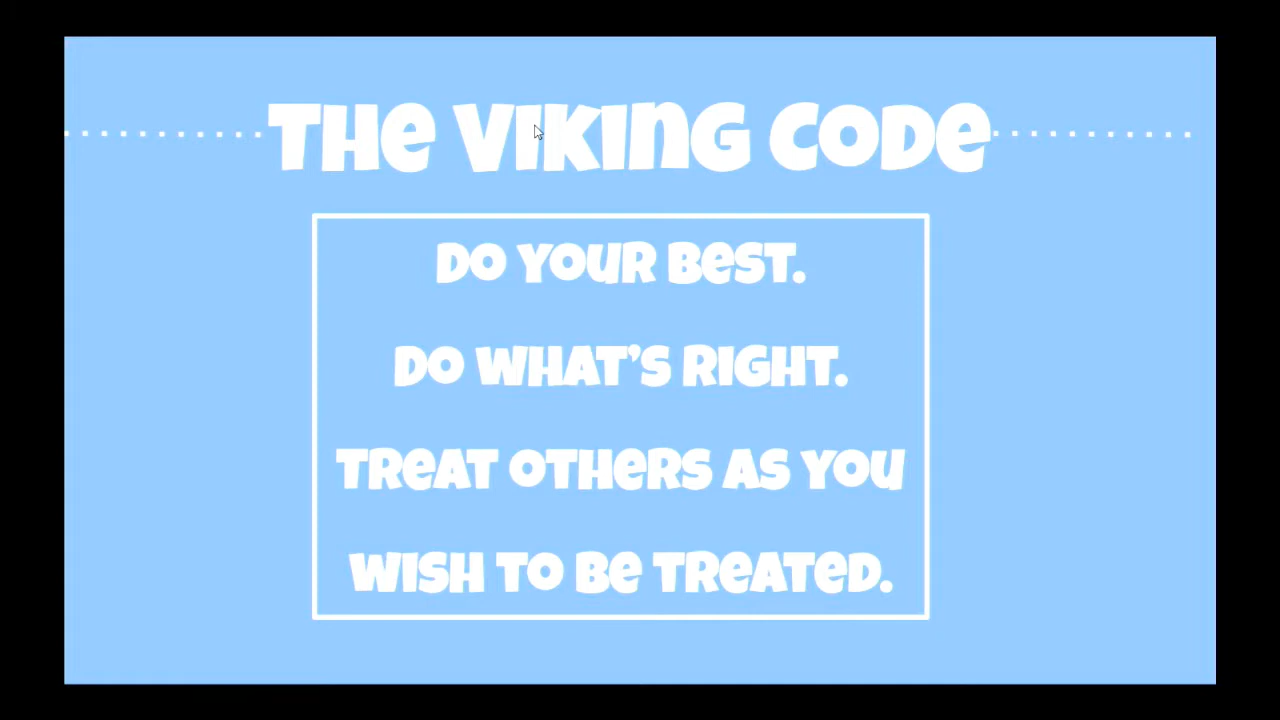 THE VIKING CODE
DO YOUR BEST.
DO WHAT'S RIGHT.
TREAT OTHERS AS YOU
WISH TO BE TREATED.